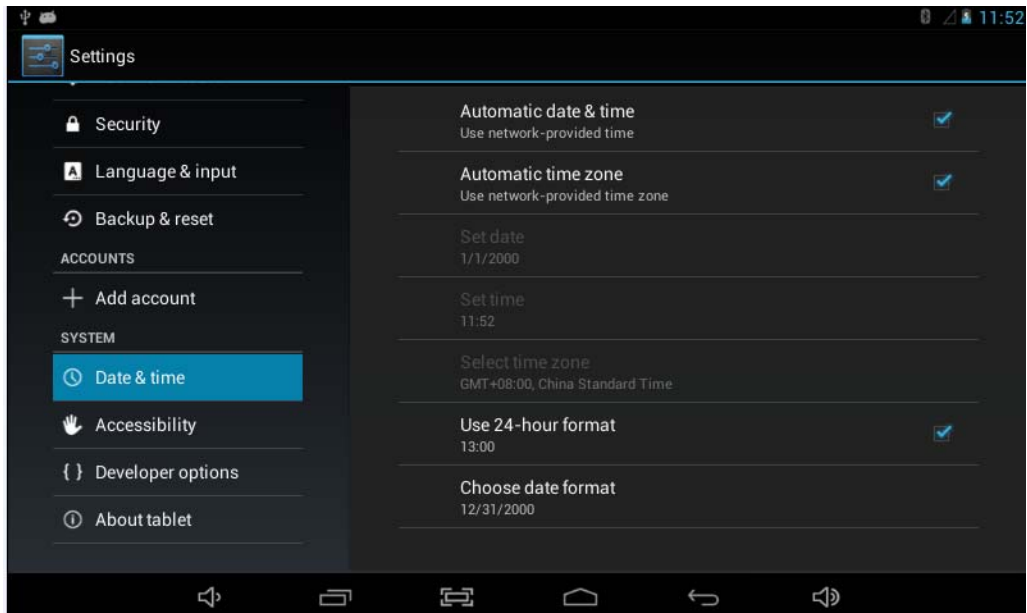 11:52
Settings
Security
Language & input
Backup & reset
ACCOUNTS
Add account
SYSTEM
Date & time
Accessibility
{ } Developer options
About tablet
Automatic date & time
Use network-provided time
Automatic time zone
Use network-provided time zone
Set date
1/1/2000
Set time
11:52
Select time zone
GMT+08:00, China Standard Time
Use 24-hour format
13:00
Choose date format
12/31/2000